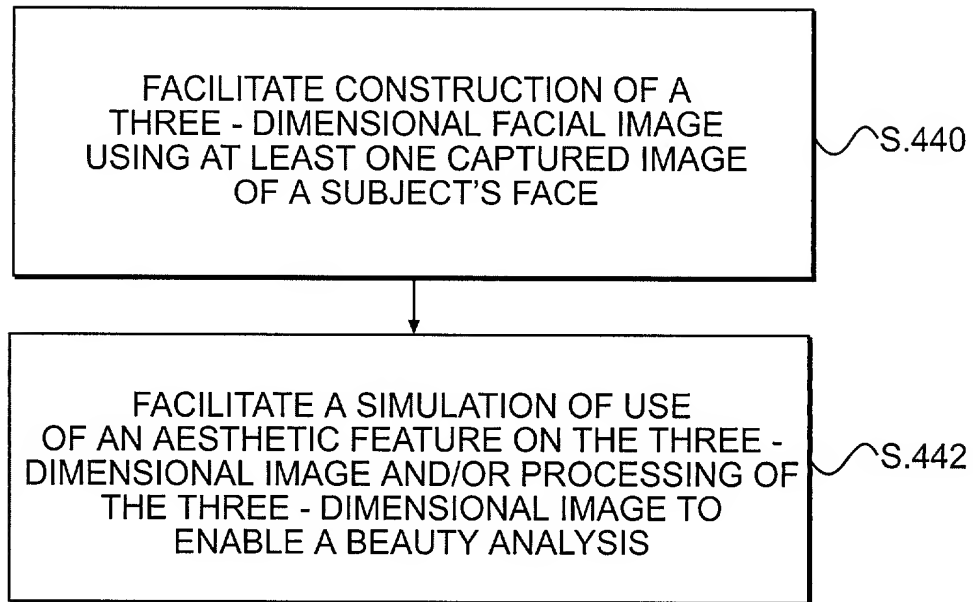 FACILITATE CONSTRUCTION OF A
THREE - DIMENSIONAL FACIAL IMAGE
USING AT LEAST ONE CAPTURED IMAGE
OF A SUBJECT'S FACE
S.440
FACILITATE A SIMULATION OF USE
OF AN AESTHETIC FEATURE ON THE THREE -
DIMENSIONAL IMAGE AND/OR PROCESSING OF
THE THREE - DIMENSIONAL IMAGE TO
ENABLE A BEAUTY ANALYSIS
S.442